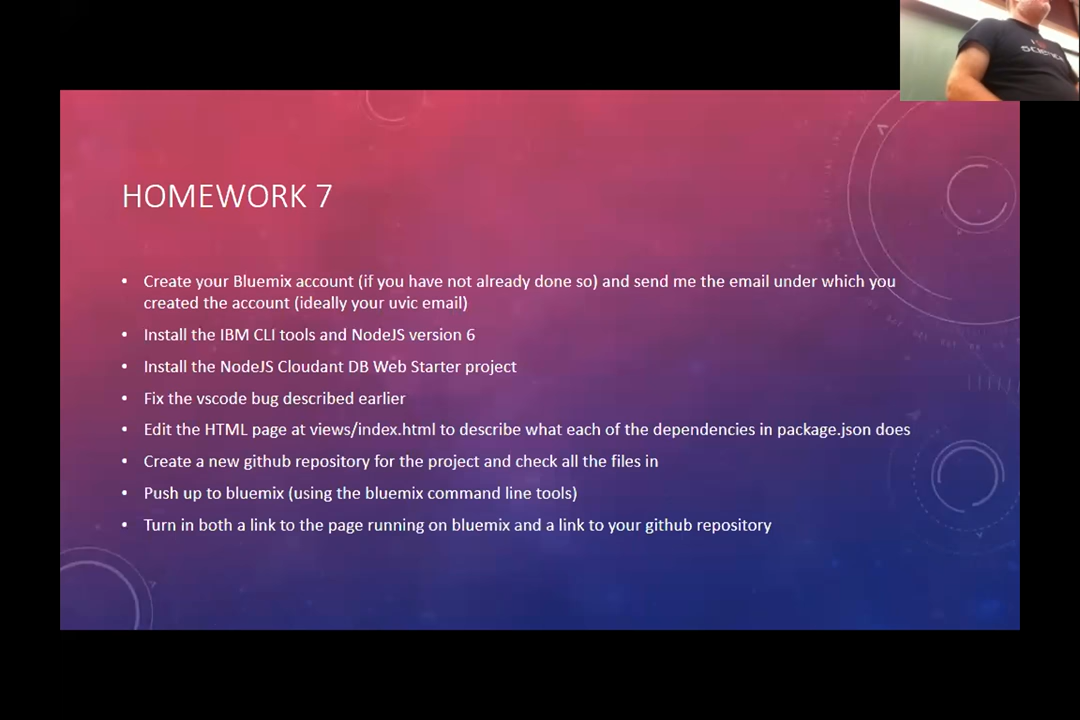 HOMEWORK 7
• Create your Bluemix account (if you have not already done so) and send me the email under which you
created the account (ideally your uvic email)
• Install the IBM CLI tools and NodeJS version 6
• Install the NodeJS Cloudant DB Web Starter project
• Fix the vscode bug described earlier
• Edit the HTML page at views/index.html to describe what each of the dependencies in package.json does
• Create a new github repository for the project and check all the files in
• Push up to bluemix (using the bluemix command line tools)
• Turn in both a link to the page running on bluemix and a link to your github repository